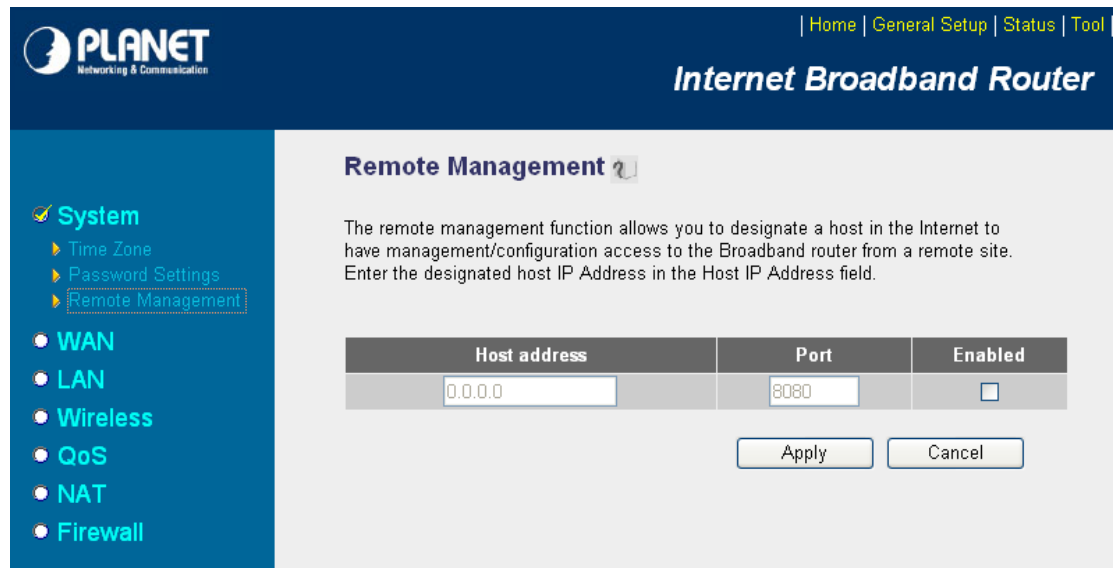 PLANET
Networking & Communication
| Home | General Setup | Status | Tool |
Internet Broadband Router
System
Time Zone
Password Settings
Remote Management
WAN
LAN
Wireless
QoS
NAT
Firewall
Remote Management
The remote management function allows you to designate a host in the Internet to
have management/configuration access to the Broadband router from a remote site.
Enter the designated host IP Address in the Host IP Address field.
Host address Port Enabled
0.0.0.0 8080
Apply Cancel